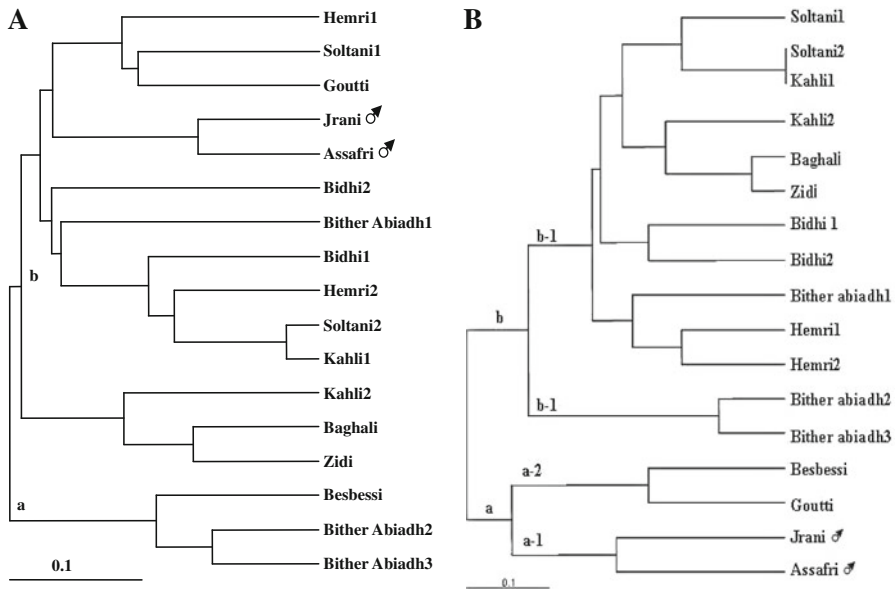 A
Hemri1
Soltani1
Goutti
Jrani ♂
Assafri ♂
Bidhi2
Bither Abiadh1
b
Bidhi1
Hemri2
Soltani2
Kahli1
Kahli2
Baghali
Zidi
a
Besbessi
Bither Abiadh2
Bither Abiadh3
0.1
B
Soltani1
Soltani2
Kahli1
Kahli2
Baghali
Zidi
Bidhi 1
b-1
Bidhi2
Bither abiadh1
b
Hemri1
Hemri2
Bither abiadh2
b-1
Bither abiadh3
a-2
Besbessi
a
Goutti
a-1
Jrani ♂
Assafri ♂
0.1